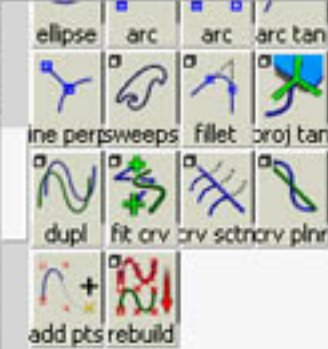 ellipse arc arc arc tan
ine perp sweeps fillet proj tan
dupl fit crv crv sctn crv plnr
add pts rebuild